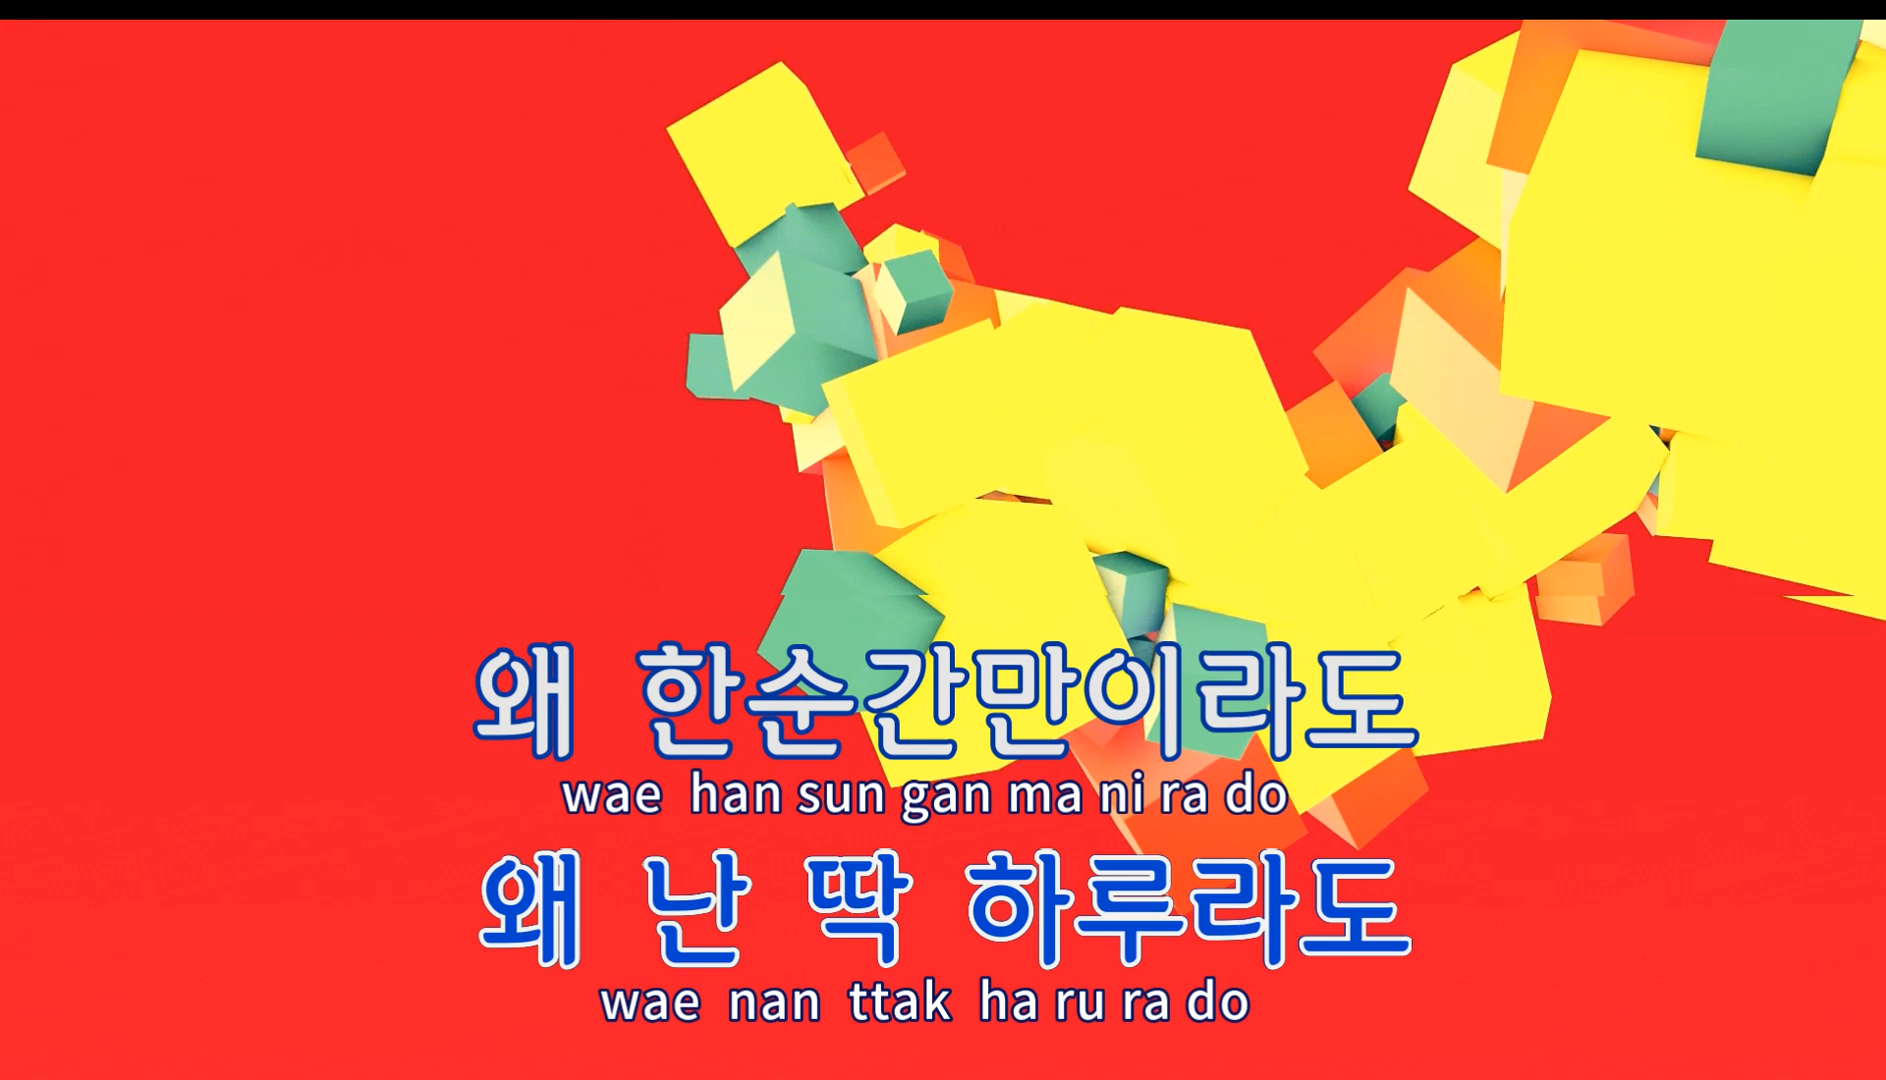 왜 한순간만이라도
wae han sun gan ma ni ra do
왜 난 딱 하루라도
wae nan ttak ha ru ra do